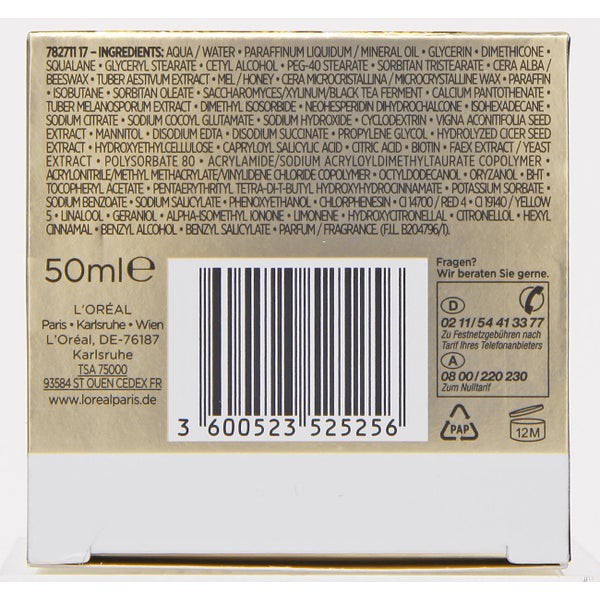 782711 17 - INGREDIENTS: AQUA / WATER • PARAFFINUM LIQUIDUM / MINERAL OIL • GLYCERIN • DIMETHICONE •
SQUALANE • GLYCERYL STEARATE • CETYL ALCOHOL • PEG-40 STEARATE • SORBITAN TRISTEARATE • CERA ALBA /
BEESWAX • TUBER AESTIVUM EXTRACT • MEL / HONEY • CERA MICROCRISTALLINA / MICROCRYSTALLINE WAX • PARAFFIN
• ISOBUTANE • SORBITAN OLEATE • SACCHAROMYCES/XYLINUM/BLACK TEA FERMENT • CALCIUM PANTOTHENATE •
TUBER MELANOSPORUM EXTRACT • DIMETHYL ISOSORBIDE • NEOHESPERIDIN DIHYDROCHALCONE • ISOHEXADECANE •
SODIUM CITRATE • SODIUM COCOYL GLUTAMATE • SODIUM HYDROXIDE • CYCLODEXTRIN • VIGNA ACONITIFOLIA SEED
EXTRACT • MANNITOL • DISODIUM EDTA • DISODIUM SUCCINATE • PROPYLENE GLYCOL • HYDROLYZED CICER SEED
EXTRACT • HYDROXYETHYLCELLULOSE • CAPRYLOYL SALICYLIC ACID • CITRIC ACID • BIOTIN • FAEX EXTRACT / YEAST
EXTRACT • POLYSORBATE 80 • ACRYLAMIDE/SODIUM ACRYLOYLDIMETHYLTAURATE COPOLYMER •
ACRYLONITRILE/METHYL METHACRYLATE/VINYLIDENE CHLORIDE COPOLYMER • OCTYLDODECANOL • ORYZANOL • BHT •
TOCOPHERYL ACETATE • PENTAERYTHRITYL TETRA-DI-T-BUTYL HYDROXYHYDROCINNAMATE • POTASSIUM SORBATE •
SODIUM BENZOATE • SODIUM SALICYLATE • PHENOXYETHANOL • CHLORPHENESIN • CI 14700 / RED 4 • CI 19140 / YELLOW
5 • LINALOOL • GERANIOL • ALPHA-ISOMETHYL IONONE • LIMONENE • HYDROXYCITRONELLAL • CITRONELLOL • HEXYL
CINNAMAL • BENZYL ALCOHOL • BENZYL SALICYLATE • PARFUM / FRAGRANCE. (F.I.L. B204796/1).
50ml℮
L'ORÉAL
Paris • Karlsruhe • Wien
L'Oréal, DE-76187
Karlsruhe
TSA 75000
93584 ST OUEN CEDEX FR
www.lorealparis.de
3 600523 525256
Fragen?
Wir beraten Sie gerne.
D
02 11/54 41 33 77
Zu Festnetzgebühren nach
Tarif Ihres Telefonanbieters
A
08 00/220 230
Zum Nulltarif
PAP
12M